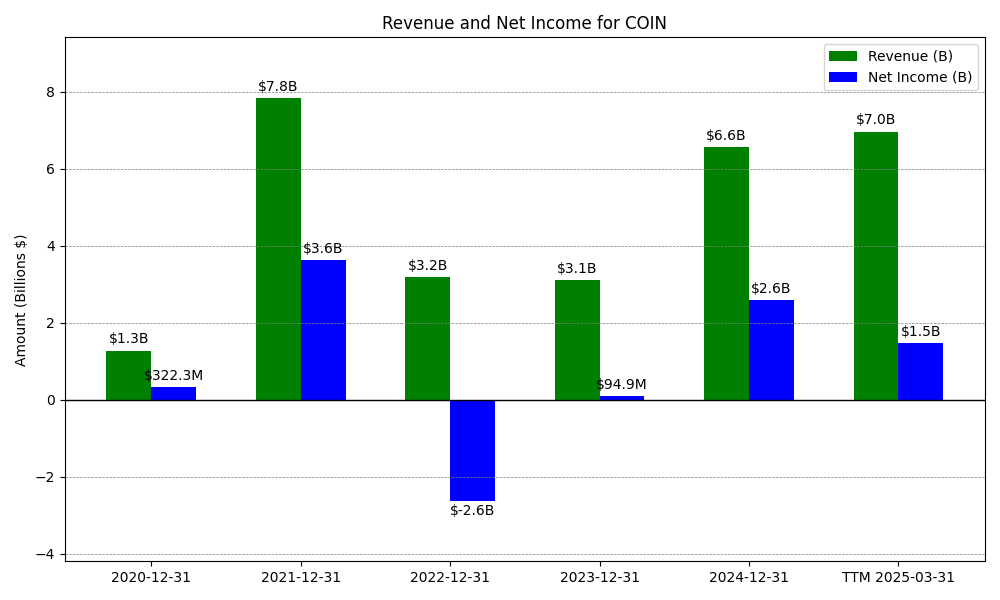 Revenue and Net Income for COIN
Revenue (B)
Net Income (B)
Amount (Billions $)
8
6
4
2
0
−2
−4
$1.3B
$322.3M
$7.8B
$3.6B
$3.2B
$-2.6B
$3.1B
$94.9M
$6.6B
$2.6B
$7.0B
$1.5B
2020-12-31
2021-12-31
2022-12-31
2023-12-31
2024-12-31
TTM 2025-03-31